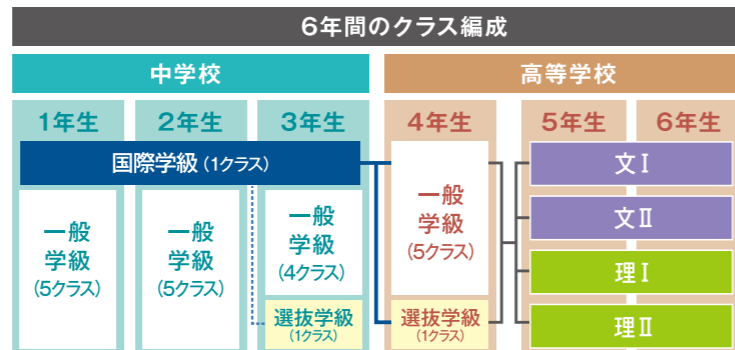 6年間のクラス編成
中学校
高等学校
1年生
2年生
3年生
4年生
5年生
6年生
国際学級(1クラス)
一般
学級
(5クラス)
一般
学級
(5クラス)
一般
学級
(4クラス)
選抜学級
(1クラス)
一般
学級
(5クラス)
選抜学級
(1クラス)
文Ⅰ
文Ⅱ
理Ⅰ
理Ⅱ